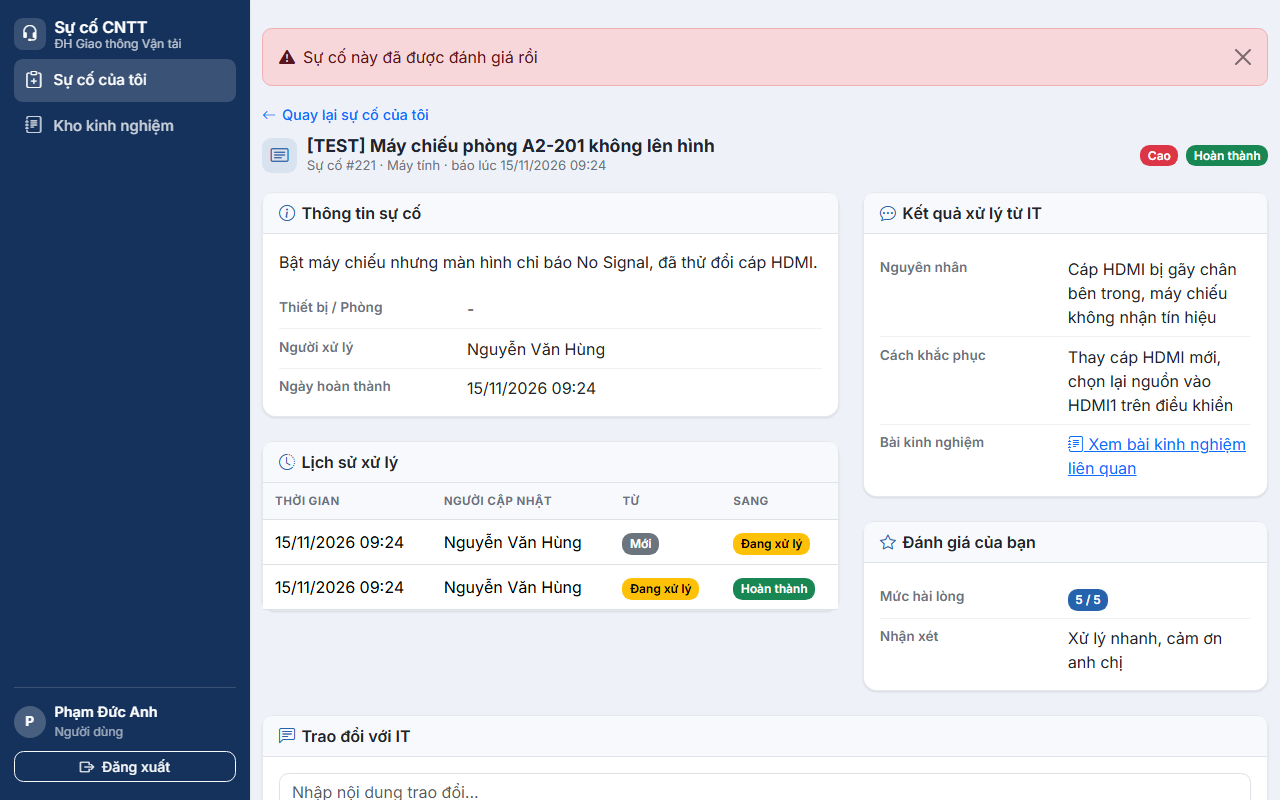 Sự cố CNTT
ĐH Giao thông Vận tải
Sự cố của tôi
Kho kinh nghiệm
Phạm Đức Anh
P
Người dùng
Đăng xuất
Sự cố này đã được đánh giá rồi
← Quay lại sự cố của tôi
[TEST] Máy chiếu phòng A2-201 không lên hình
Sự cố #221 · Máy tính · báo lúc 15/11/2026 09:24
Cao Hoàn thành
Thông tin sự cố
Bật máy chiếu nhưng màn hình chỉ báo No Signal, đã thử đổi cáp HDMI.
Thiết bị / Phòng -
Người xử lý Nguyễn Văn Hùng
Ngày hoàn thành 15/11/2026 09:24
Lịch sử xử lý
THỜI GIAN NGƯỜI CẬP NHẬT TỪ SANG
15/11/2026 09:24 Nguyễn Văn Hùng Mới Đang xử lý
15/11/2026 09:24 Nguyễn Văn Hùng Đang xử lý Hoàn thành
Kết quả xử lý từ IT
Nguyên nhân Cáp HDMI bị gãy chân
bên trong, máy chiếu
không nhận tín hiệu
Cách khắc phục Thay cáp HDMI mới,
chọn lại nguồn vào
HDMI1 trên điều khiển
Bài kinh nghiệm Xem bài kinh nghiệm
liên quan
Đánh giá của bạn
Mức hài lòng 5 / 5
Nhận xét Xử lý nhanh, cảm ơn
anh chị
Trao đổi với IT
Nhập nội dung trao đổi...